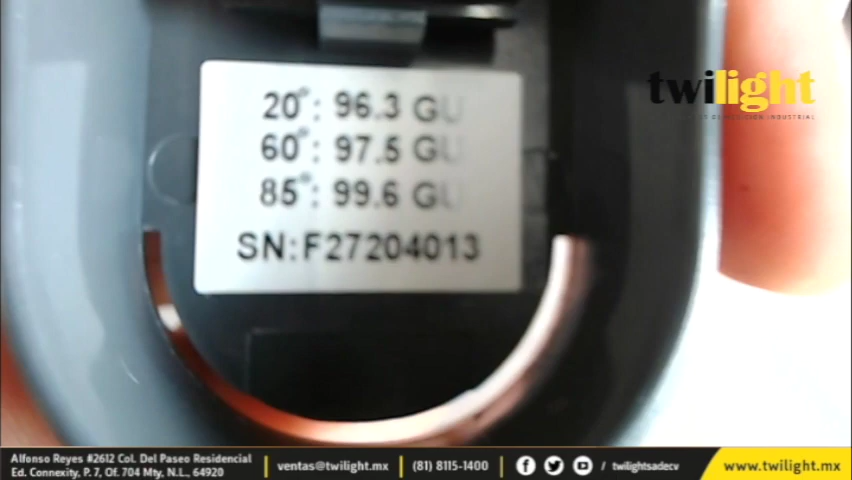 20°: 96.3 GU
60°: 97.5 GU
85°: 99.6 GU
SN:F27204013
twilight
INDUSTRIAL
Alfonso Reyes #2612 Col. Del Paseo Residencial
Ed. Connexity, P. 7, Of. 704 Mty, N.L., 64920
ventas@twilight.mx
(81) 8115-1400
/ twilightsadecv
www.twilight.mx